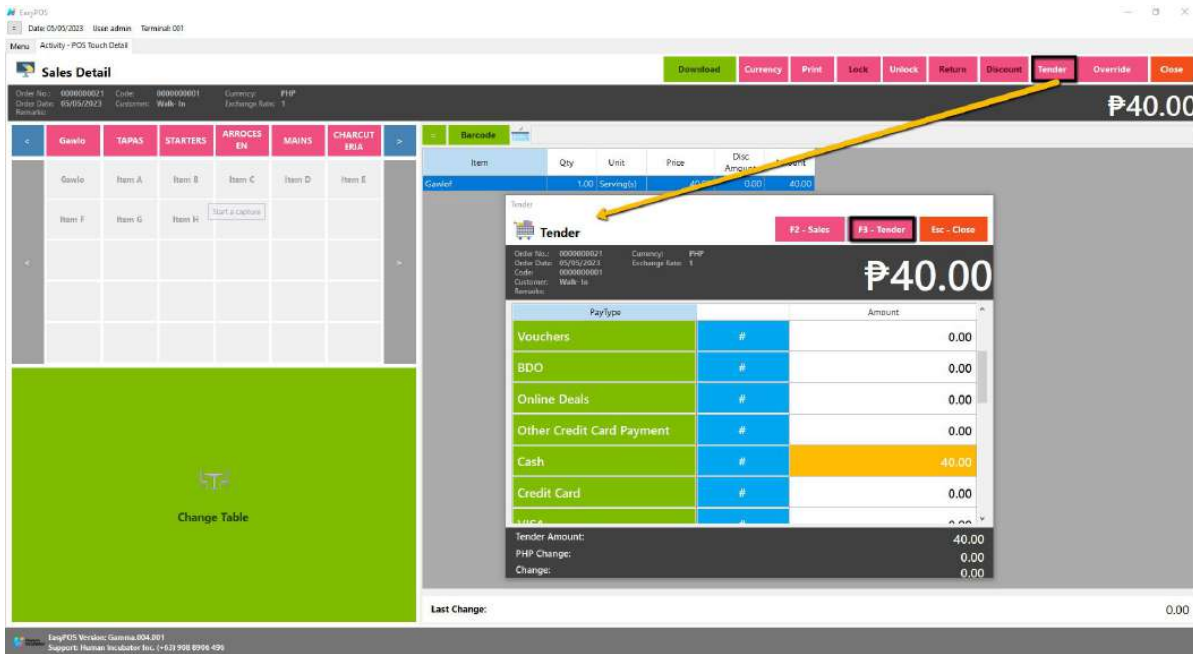 EasyPOS
Date: 05/05/2023 User: admin Terminal: 001
Menu Activity - POS Touch Detail
Sales Detail
Download Currency Print Lock Unlock Return Discount Tender Override Close
Order No.: 0000000021 Code: 0000000001 Currency: PHP
Order Date: 05/05/2023 Customer: Walk- In Exchange Rate: 1
Remarks:
₱40.00
< Gawlo TAPAS STARTERS ARROCES EN MAINS CHARCUT ERIA >
Gawlo Item A Item B Item C Item D Item E
Item F Item G Item H Start a capture
< >
Change Table
Barcode
Item Qty Unit Price Disc Amount Amount
1.00 Serving(s) 40.00 0.00 40.00
Tender
Tender
F2 - Sales F3 - Tender Esc - Close
Order No.: 0000000021 Currency: PHP
Order Date: 05/05/2023 Exchange Rate: 1
Code: 0000000001
Customer: Walk- In
Remarks:
₱40.00
PayType Amount
Vouchers # 0.00
BDO # 0.00
Online Deals # 0.00
Other Credit Card Payment # 0.00
Cash # 40.00
Credit Card # 0.00
VISA # 0.00
Tender Amount: 40.00
PHP Change: 0.00
Change: 0.00
Last Change: 0.00
EasyPOS Version: Gamma.004.001
Support: Human Incubator Inc. (+63) 908 8906 496